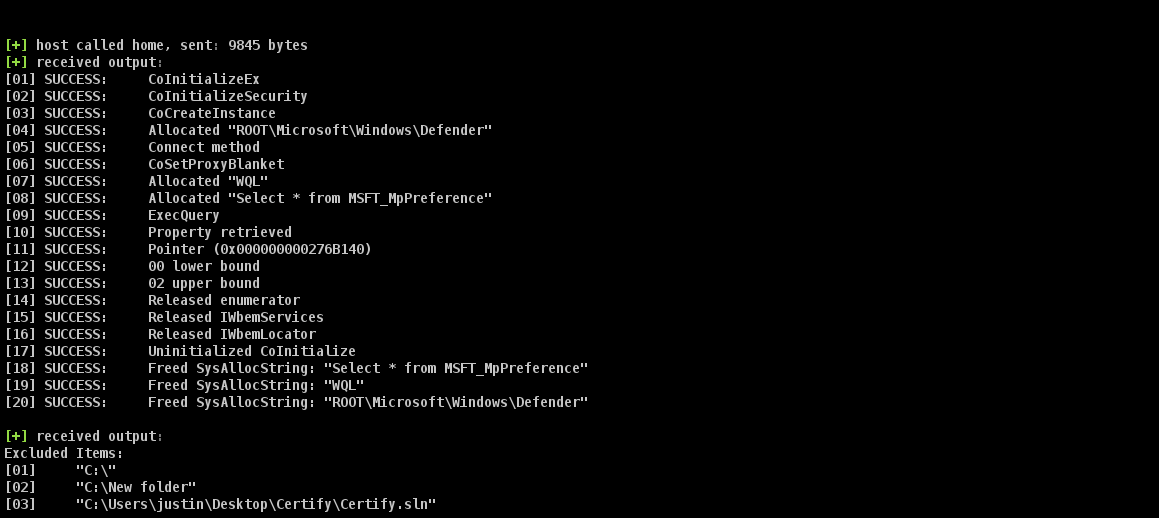 [+] host called home, sent: 9845 bytes
[+] received output:
[01] SUCCESS:     CoInitializeEx
[02] SUCCESS:     CoInitializeSecurity
[03] SUCCESS:     CoCreateInstance
[04] SUCCESS:     Allocated "ROOT\Microsoft\Windows\Defender"
[05] SUCCESS:     Connect method
[06] SUCCESS:     CoSetProxyBlanket
[07] SUCCESS:     Allocated "WQL"
[08] SUCCESS:     Allocated "Select * from MSFT_MpPreference"
[09] SUCCESS:     ExecQuery
[10] SUCCESS:     Property retrieved
[11] SUCCESS:     Pointer (0x000000000276B140)
[12] SUCCESS:     00 lower bound
[13] SUCCESS:     02 upper bound
[14] SUCCESS:     Released enumerator
[15] SUCCESS:     Released IWbemServices
[16] SUCCESS:     Released IWbemLocator
[17] SUCCESS:     Uninitialized CoInitialize
[18] SUCCESS:     Freed SysAllocString: "Select * from MSFT_MpPreference"
[19] SUCCESS:     Freed SysAllocString: "WQL"
[20] SUCCESS:     Freed SysAllocString: "ROOT\Microsoft\Windows\Defender"
[+] received output:
Excluded Items:
[01]     "C:\"
[02]     "C:\New folder"
[03]     "C:\Users\justin\Desktop\Certify\Certify.sln"